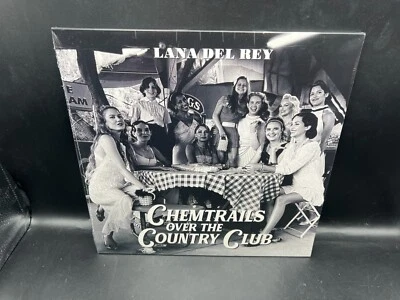 LANA DEL REY
CHEMTRAILS
OVER THE
COUNTRY CLUB